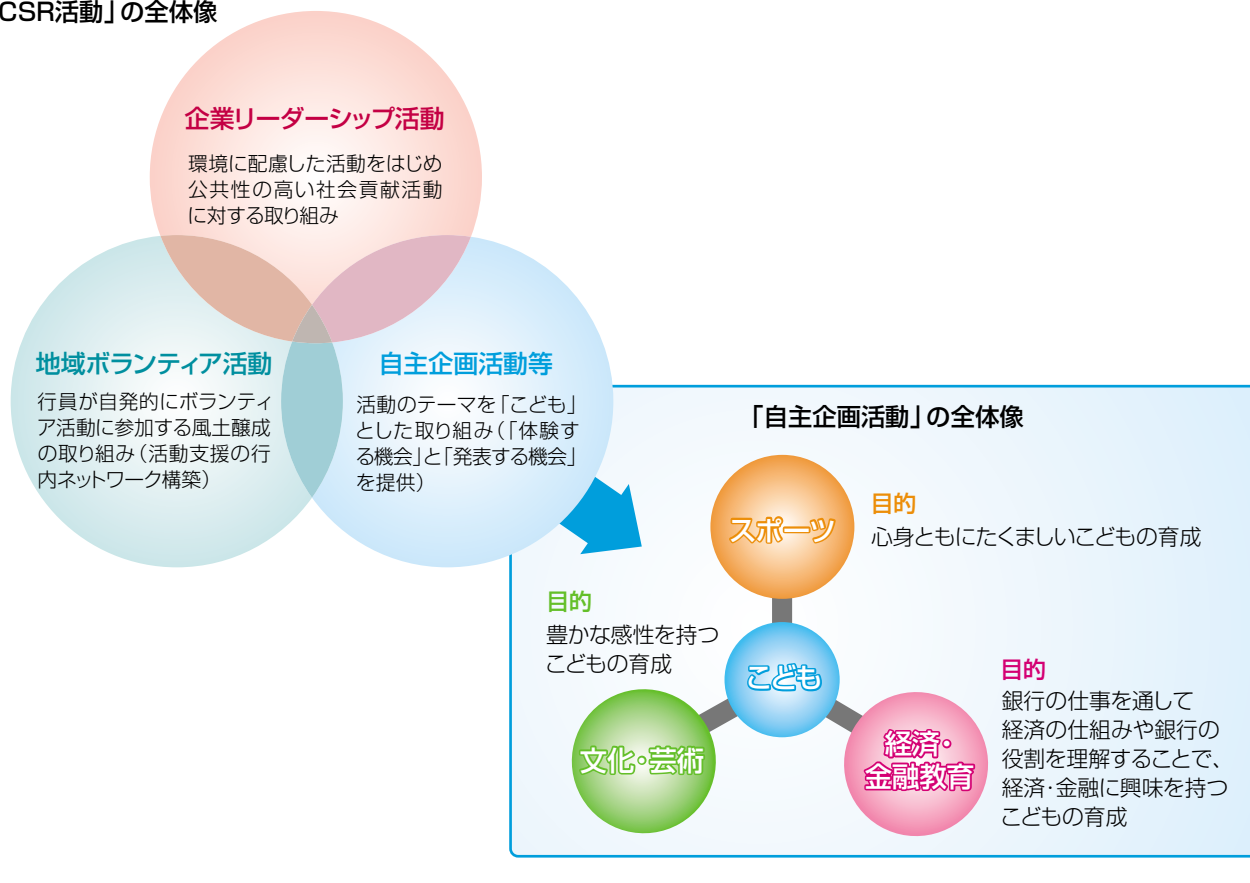 CSR活動」の全体像
企業リーダーシップ活動
環境に配慮した活動をはじめ
公共性の高い社会貢献活動
に対する取り組み
地域ボランティア活動
行員が自発的にボランティ
ア活動に参加する風土醸成
の取り組み（活動支援の行
内ネットワーク構築）
自主企画活動等
活動のテーマを「こども」
とした取り組み（「体験す
る機会」と「発表する機会」
を提供）
「自主企画活動」の全体像
スポーツ
目的
心身ともにたくましいこどもの育成
目的
豊かな感性を持つ
こどもの育成
こども
文化・芸術
経済・
金融教育
目的
銀行の仕事を通して
経済の仕組みや銀行の
役割を理解することで、
経済・金融に興味を持つ
こどもの育成